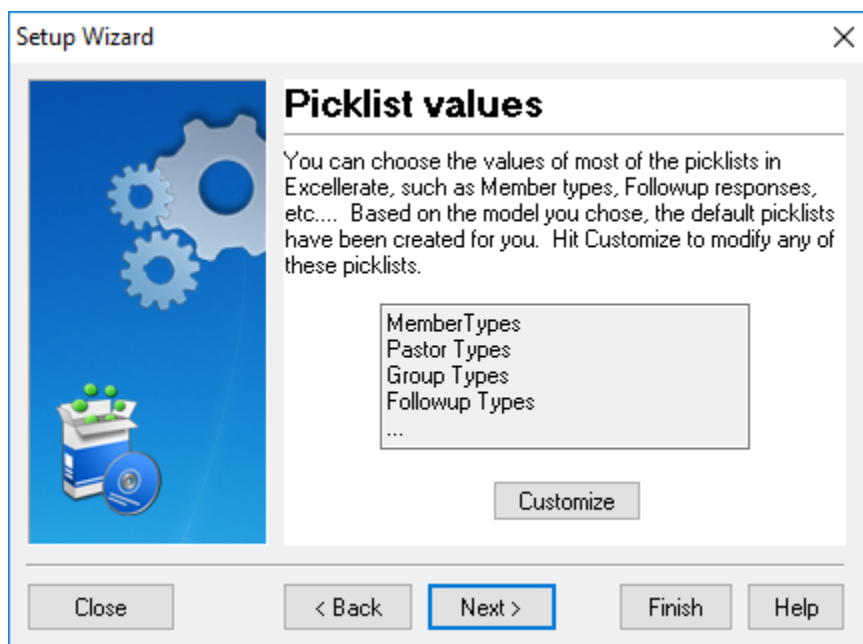 Setup Wizard
Picklist values
You can choose the values of most of the picklists in
Excellerate, such as Member types, Followup responses,
etc.... Based on the model you chose, the default picklists
have been created for you. Hit Customize to modify any of
these picklists.
MemberTypes
Pastor Types
Group Types
Followup Types
...
Customize
Close
< Back
Next >
Finish
Help